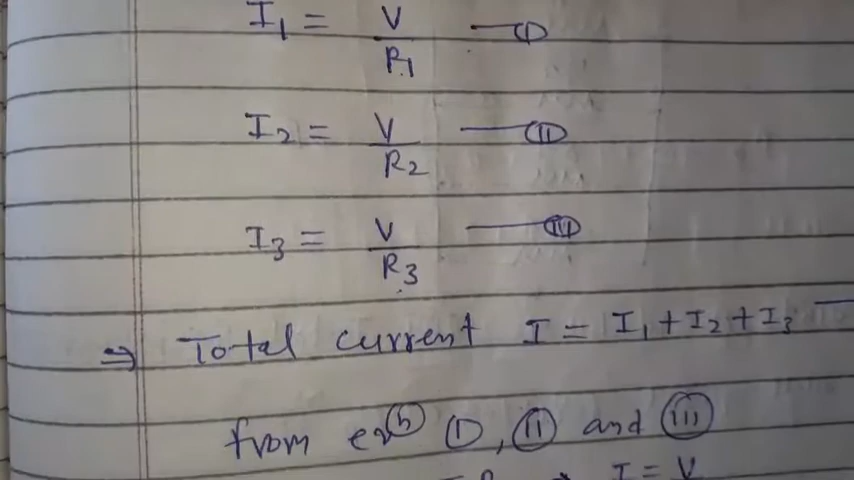 I₁ = V/R₁ — (I)
I₂ = V/R₂ — (II)
I₃ = V/R₃ — (III)
⇒ Total current I = I₁ + I₂ + I₃ —
from eqⁿ (I), (II) and (III)
I = V